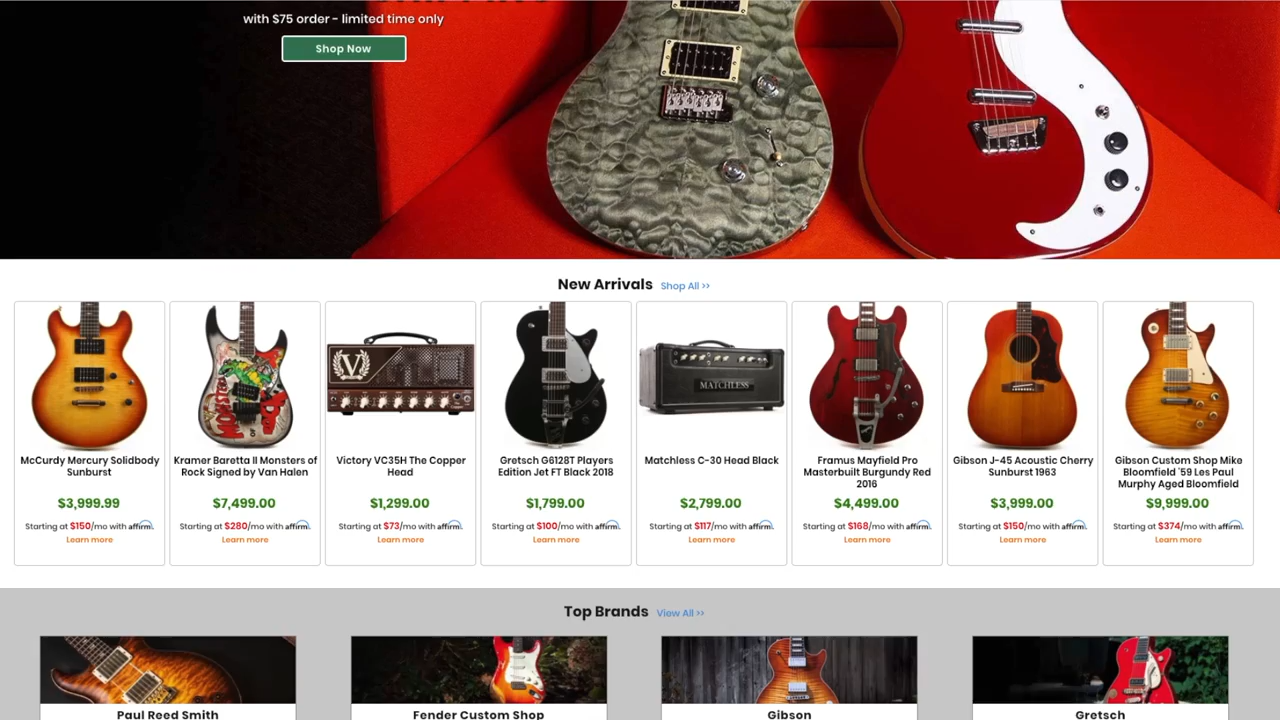 with $75 order - limited time only
Shop Now
New Arrivals Shop All >>
McCurdy Mercury Solidbody
Sunburst
$3,999.99
Starting at $150/mo with affirm.
Learn more
Kramer Baretta II Monsters of
Rock Signed by Van Halen
$7,499.00
Starting at $280/mo with affirm.
Learn more
Victory VC35H The Copper
Head
$1,299.00
Starting at $73/mo with affirm.
Learn more
Gretsch G6128T Players
Edition Jet FT Black 2018
$1,799.00
Starting at $100/mo with affirm.
Learn more
MATCHLESS
Matchless C-30 Head Black
$2,799.00
Starting at $117/mo with affirm.
Learn more
Framus Mayfield Pro
Masterbuilt Burgundy Red
2016
$4,499.00
Starting at $168/mo with affirm.
Learn more
Gibson J-45 Acoustic Cherry
Sunburst 1963
$3,999.00
Starting at $150/mo with affirm.
Learn more
Gibson Custom Shop Mike
Bloomfield '59 Les Paul
Murphy Aged Bloomfield
$9,999.00
Starting at $374/mo with affirm.
Learn more
Top Brands View All >>
Paul Reed Smith
Fender Custom Shop
Gibson
Gretsch